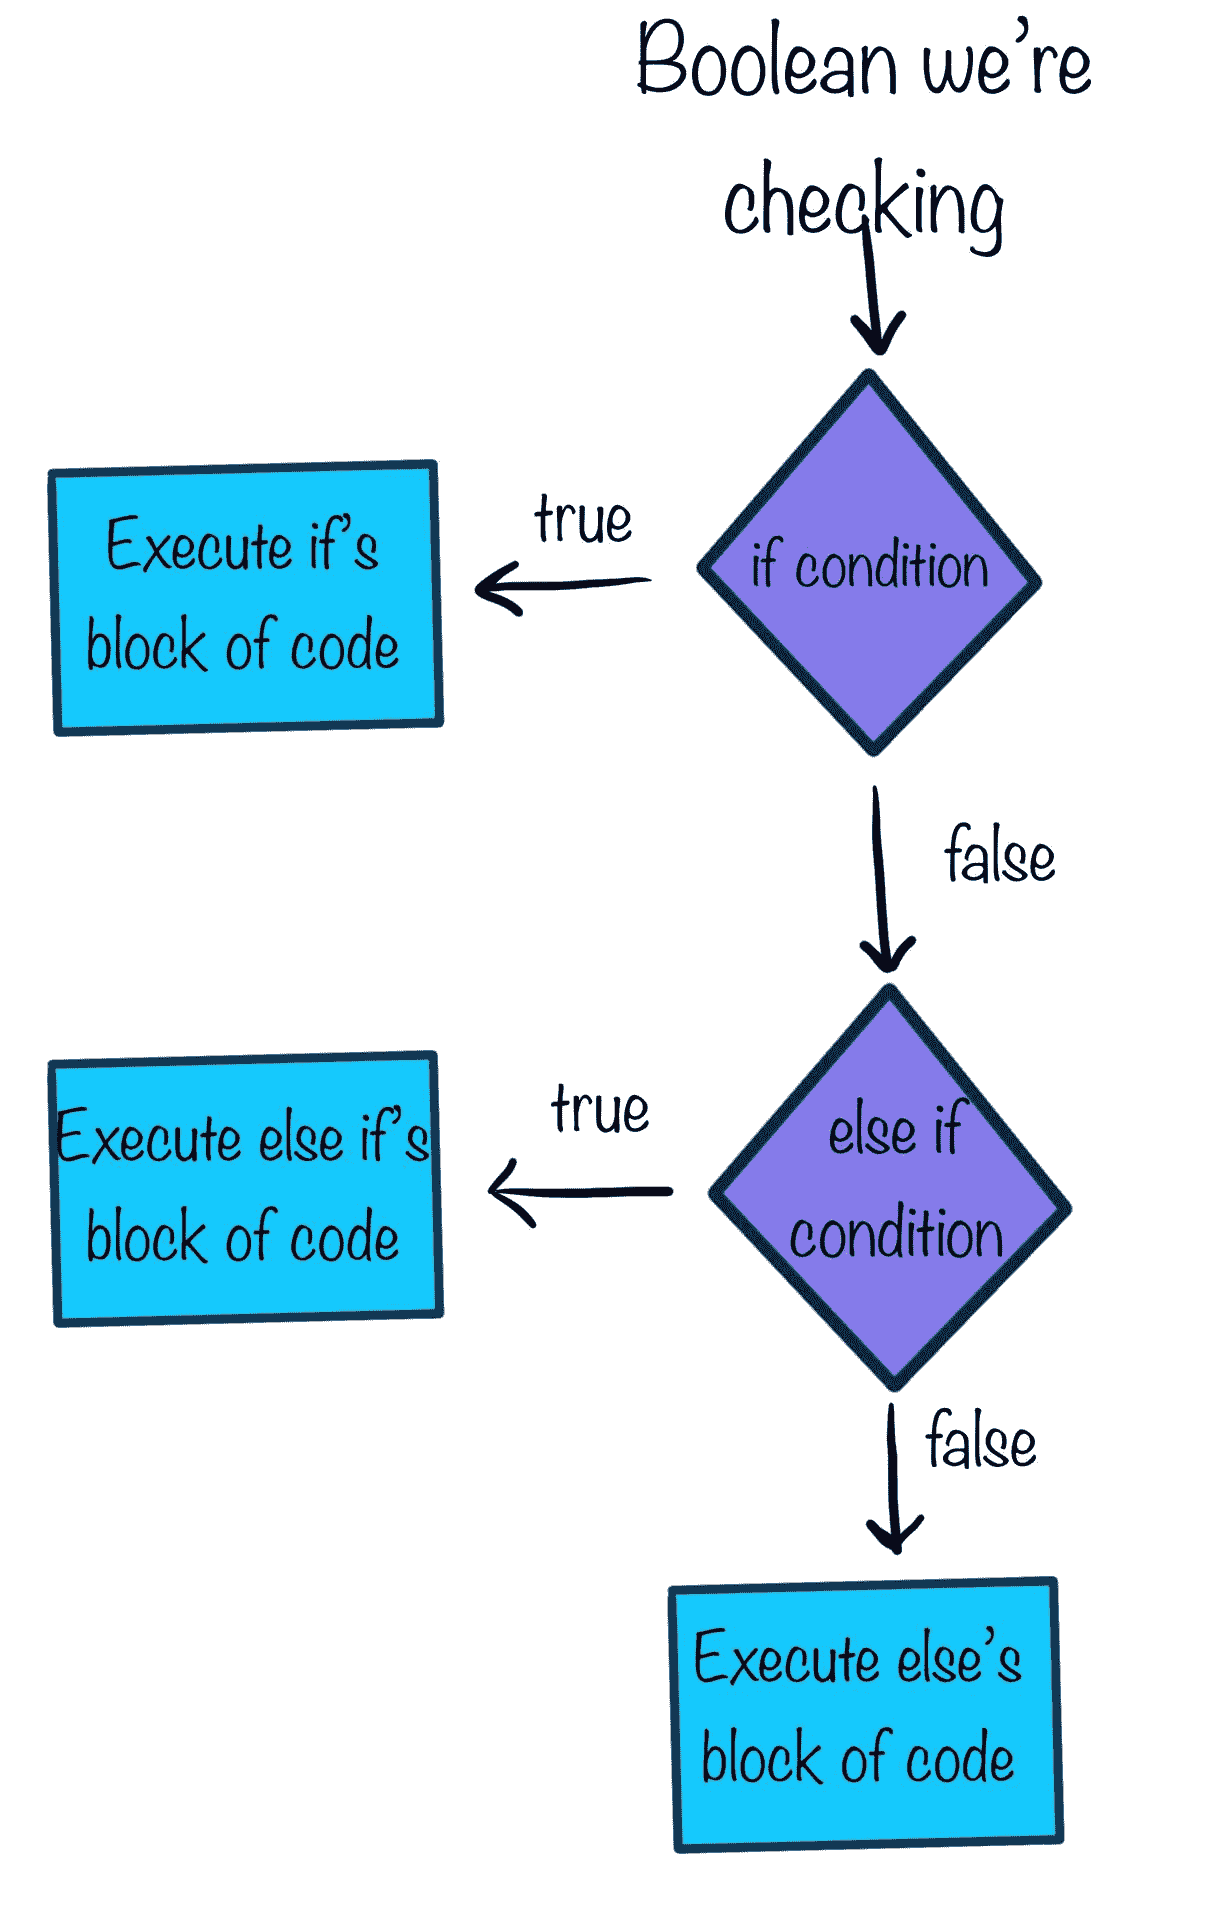 Boolean we're
checking
if condition
true
Execute if's
block of code
false
else if
condition
true
Execute else if's
block of code
false
Execute else's
block of code